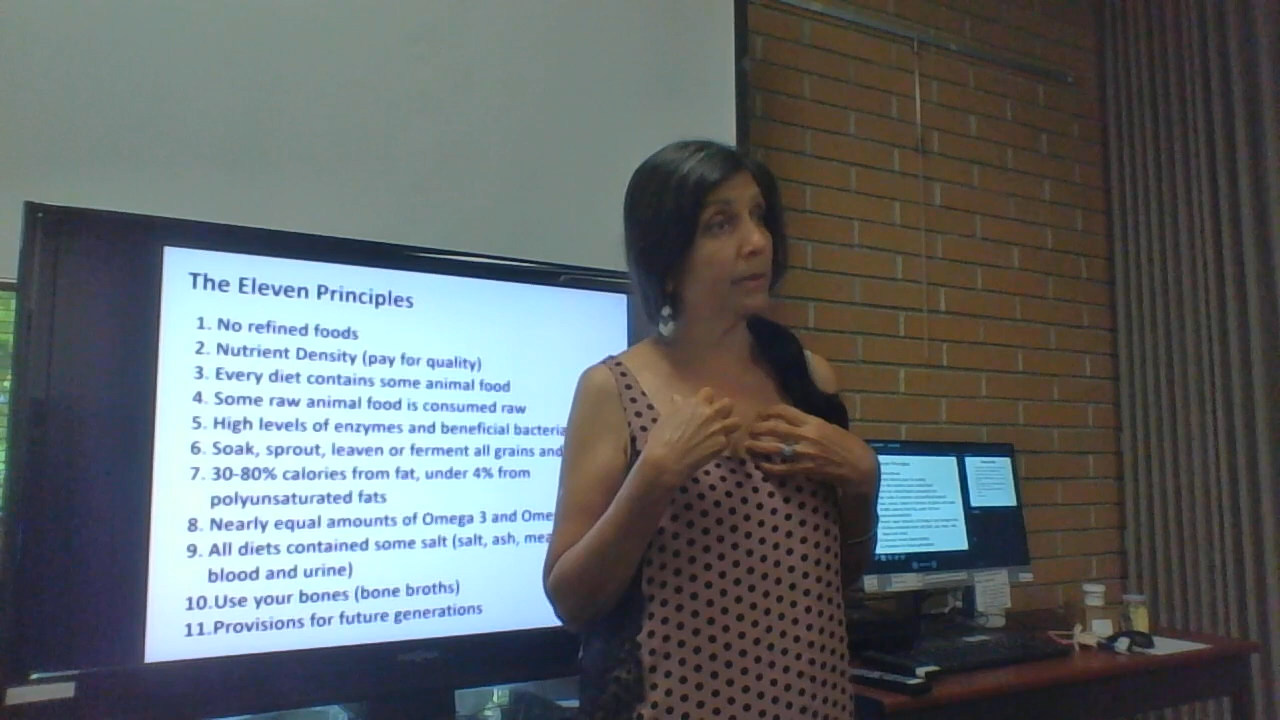 The Eleven Principles
1. No refined foods
2. Nutrient Density (pay for quality)
3. Every diet contains some animal food
4. Some raw animal food is consumed raw
5. High levels of enzymes and beneficial bacteria
6. Soak, sprout, leaven or ferment all grains and
7. 30-80% calories from fat, under 4% from
polyunsaturated fats
8. Nearly equal amounts of Omega 3 and Ome
9. All diets contained some salt (salt, ash, mea
blood and urine)
10.Use your bones (bone broths)
11.Provisions for future generations